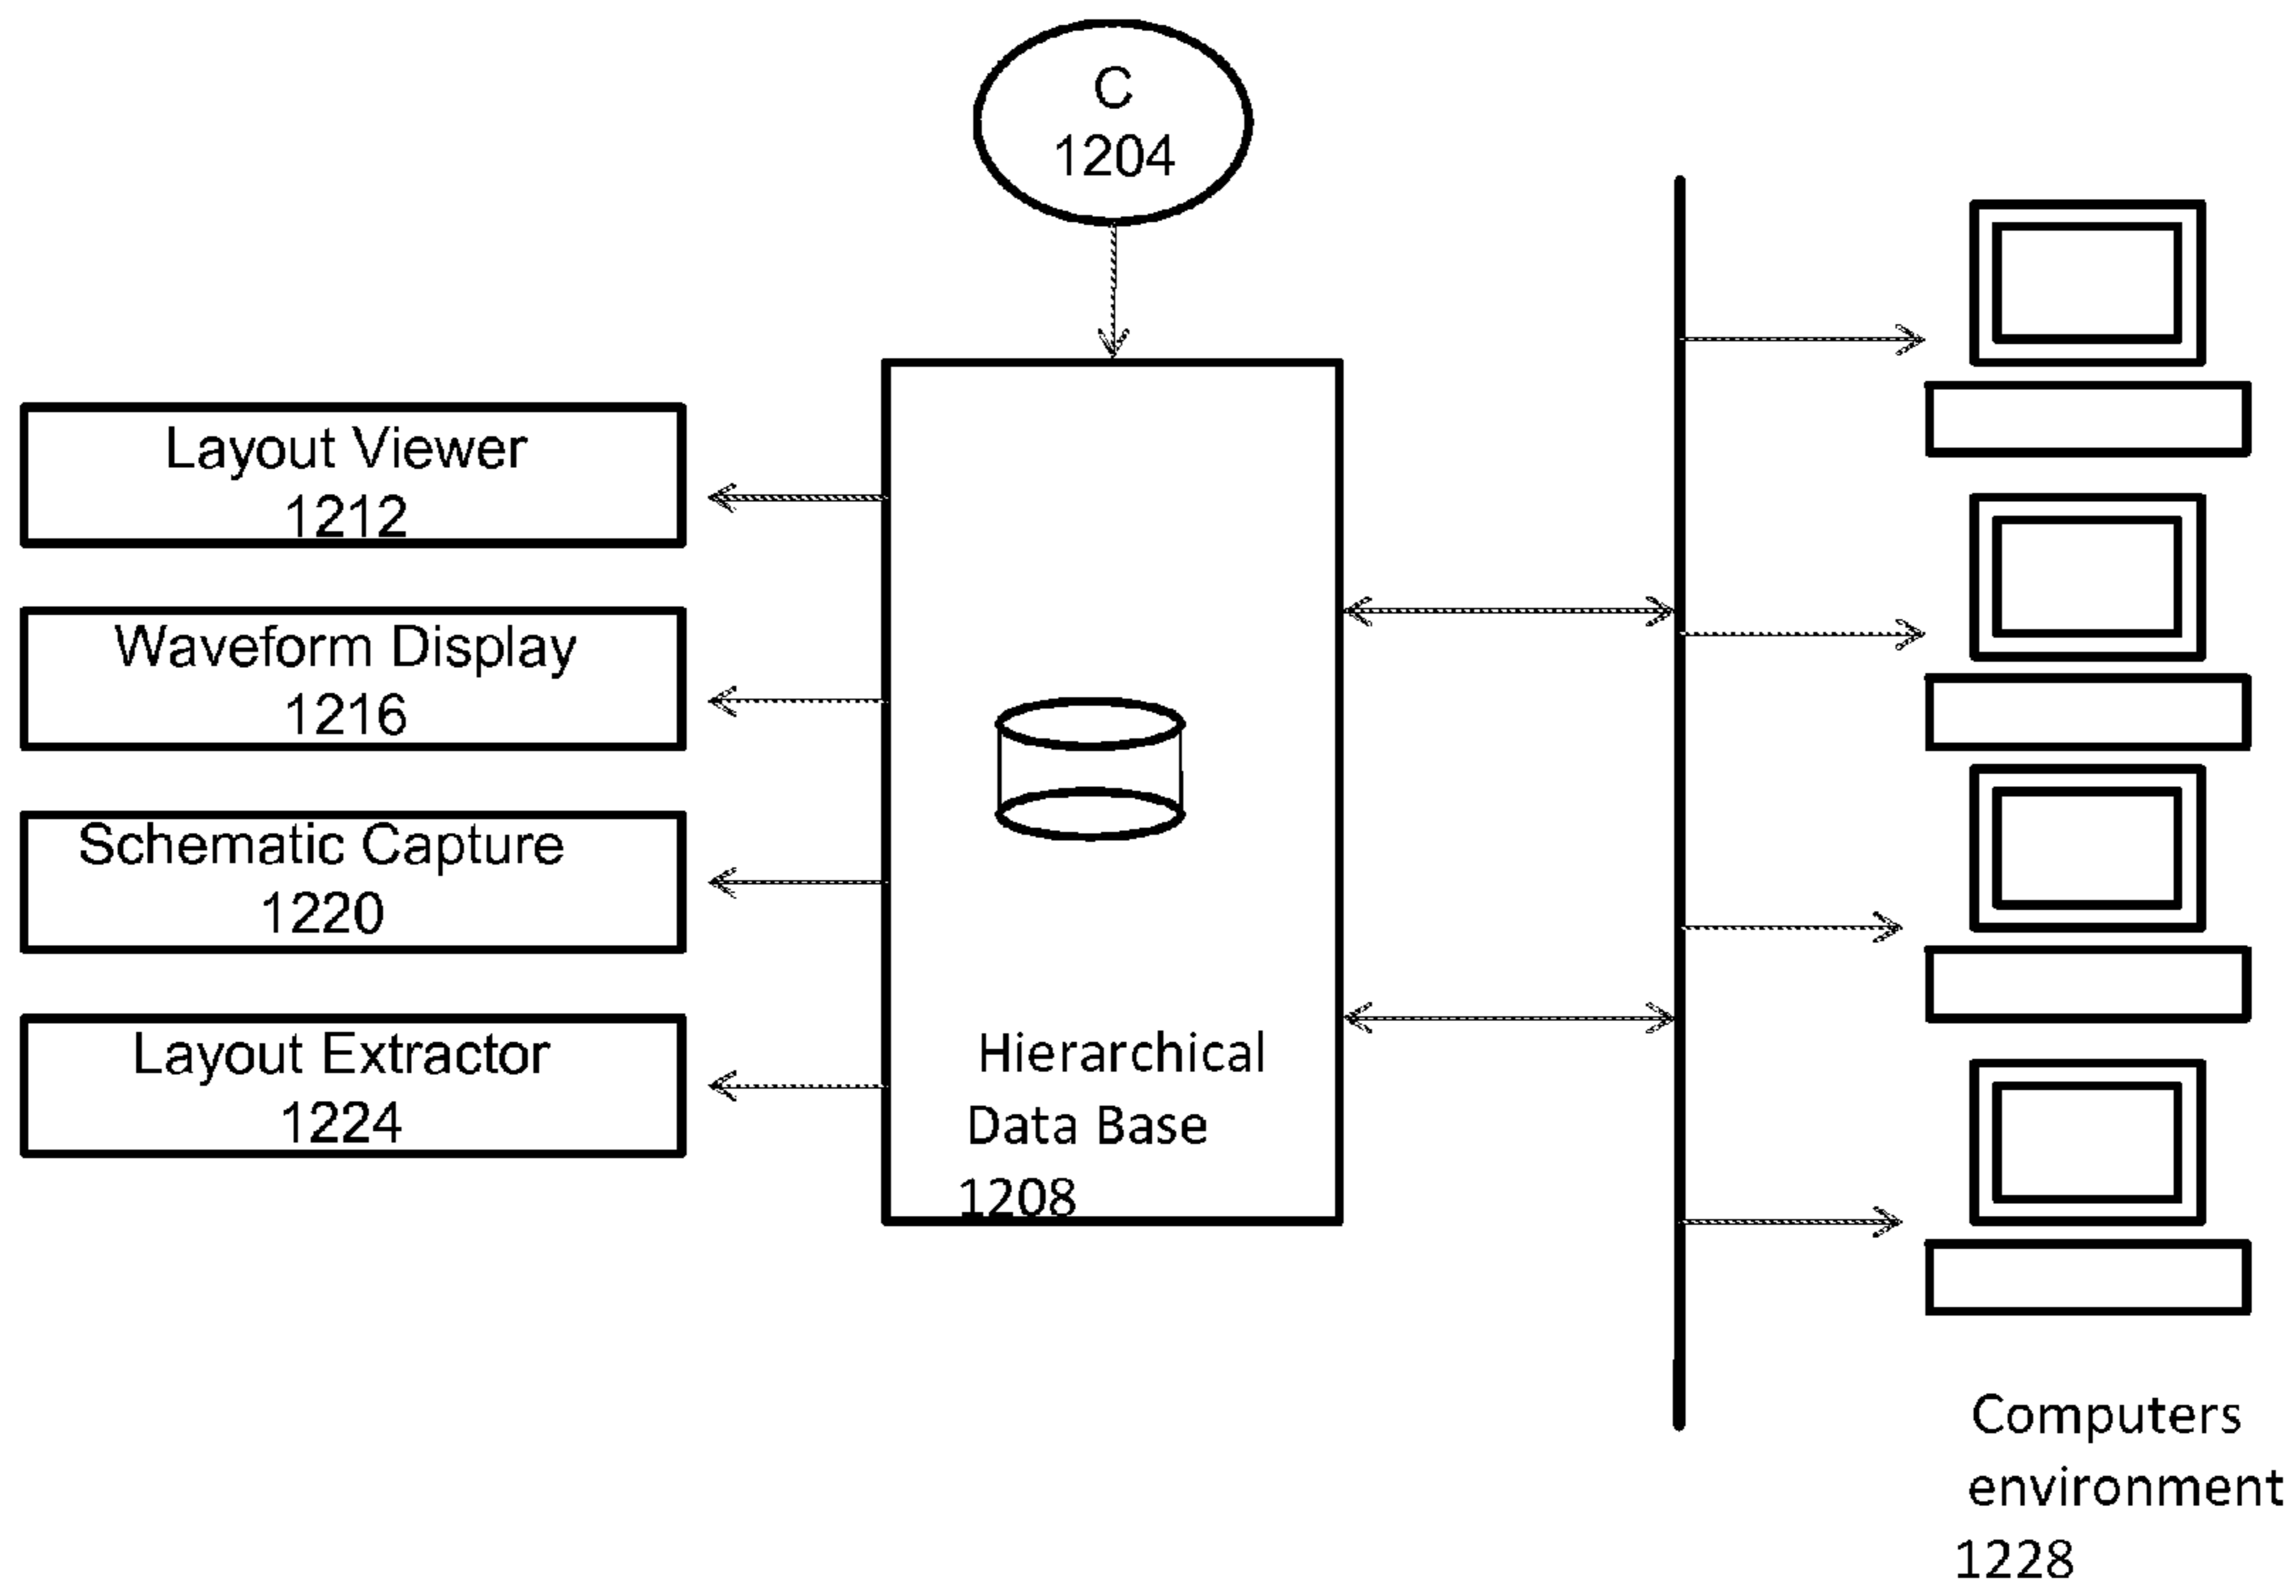 C
1204
Layout Viewer
1212
Waveform Display
1216
Schematic Capture
1220
Layout Extractor
1224
Hierarchical
Data Base
1208
Computers
environment
1228